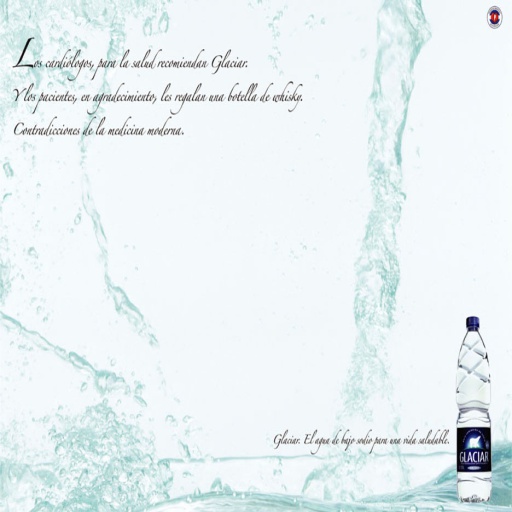 Los cardiólogos, para la salud recomiendan Glaciar.
Y los pacientes, en agradecimiento, les regalan una botella de whisky.
Contradicciones de la medicina moderna.
Glaciar. El agua de bajo sodio para una vida saludable.
GLACIAR